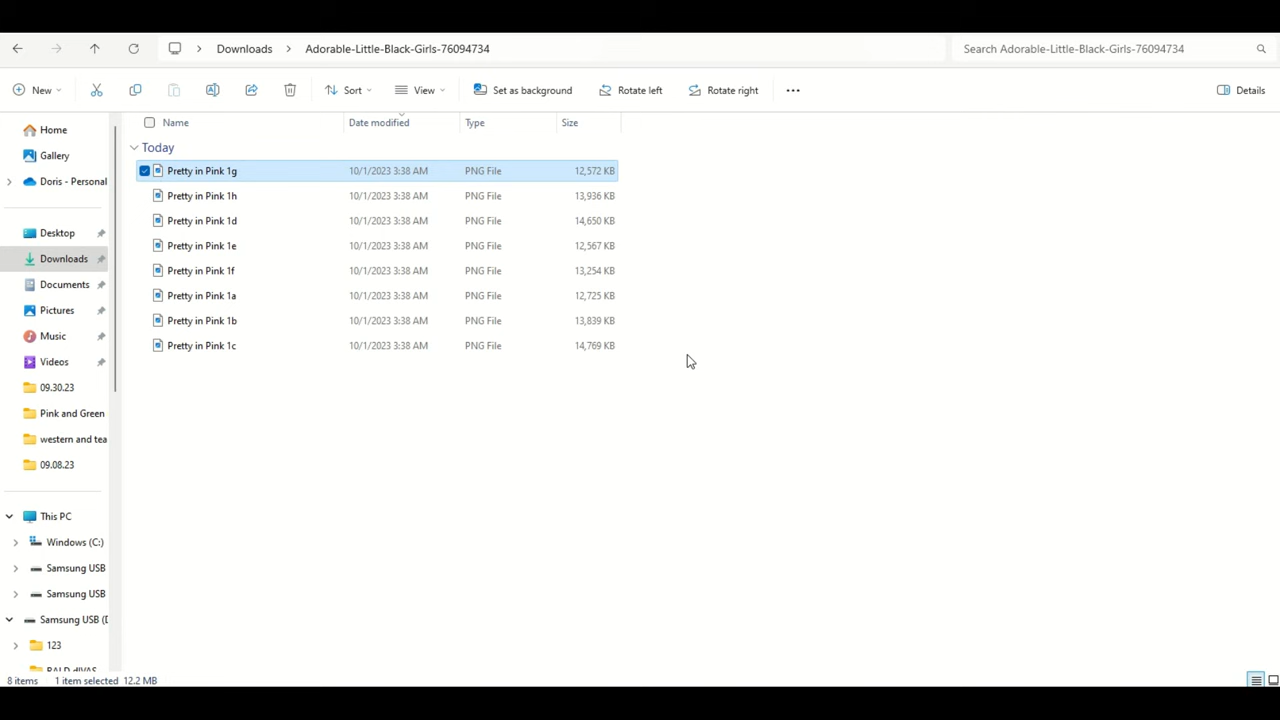 Downloads > Adorable-Little-Black-Girls-76094734 Search Adorable-Little-Black-Girls-76094734
New Sort View Set as background Rotate left Rotate right ••• Details
Name Date modified Type Size
Today
Pretty in Pink 1g 10/1/2023 3:38 AM PNG File 12,572 KB
Pretty in Pink 1h 10/1/2023 3:38 AM PNG File 13,936 KB
Pretty in Pink 1d 10/1/2023 3:38 AM PNG File 14,650 KB
Pretty in Pink 1e 10/1/2023 3:38 AM PNG File 12,567 KB
Pretty in Pink 1f 10/1/2023 3:38 AM PNG File 13,254 KB
Pretty in Pink 1a 10/1/2023 3:38 AM PNG File 12,725 KB
Pretty in Pink 1b 10/1/2023 3:38 AM PNG File 13,839 KB
Pretty in Pink 1c 10/1/2023 3:38 AM PNG File 14,769 KB
Home
Gallery
Doris - Personal
Desktop
Downloads
Documents
Pictures
Music
Videos
09.30.23
Pink and Green
western and tea
09.08.23
This PC
Windows (C:)
Samsung USB
Samsung USB
Samsung USB (D
123
BALD dIVAS
8 items 1 item selected 12.2 MB